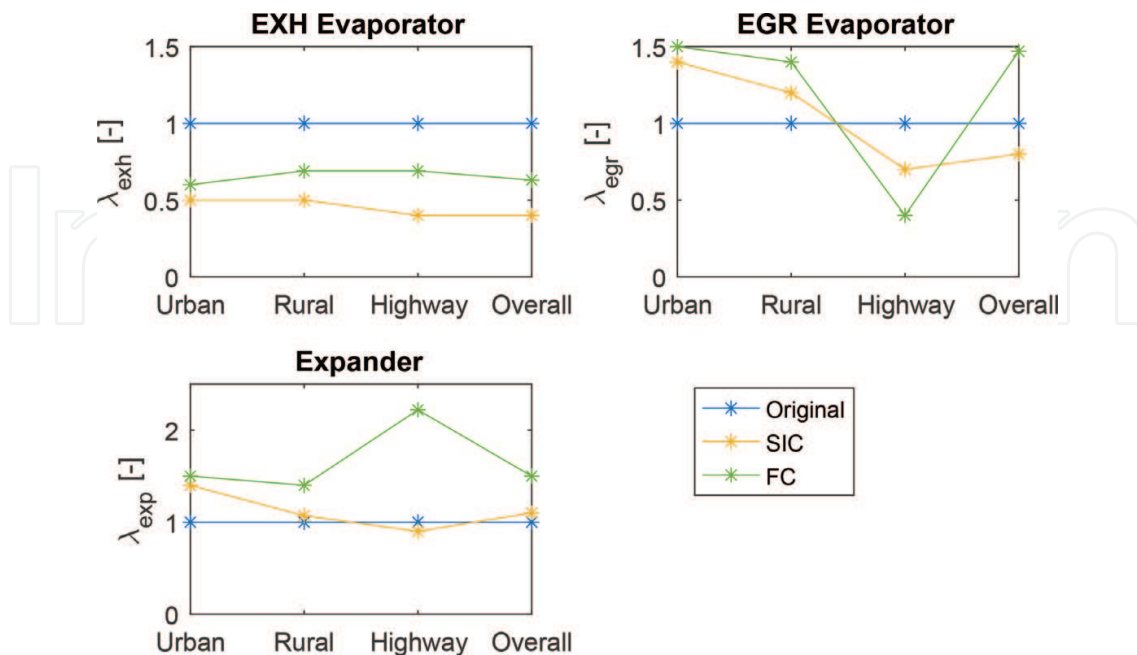 EXH Evaporator
1.5
1
0.5
0
λexh [-]
Urban Rural Highway Overall
EGR Evaporator
1.5
1
0.5
0
λegr [-]
Urban Rural Highway Overall
Expander
2
1
0
λexp [-]
Urban Rural Highway Overall
Original
SIC
FC